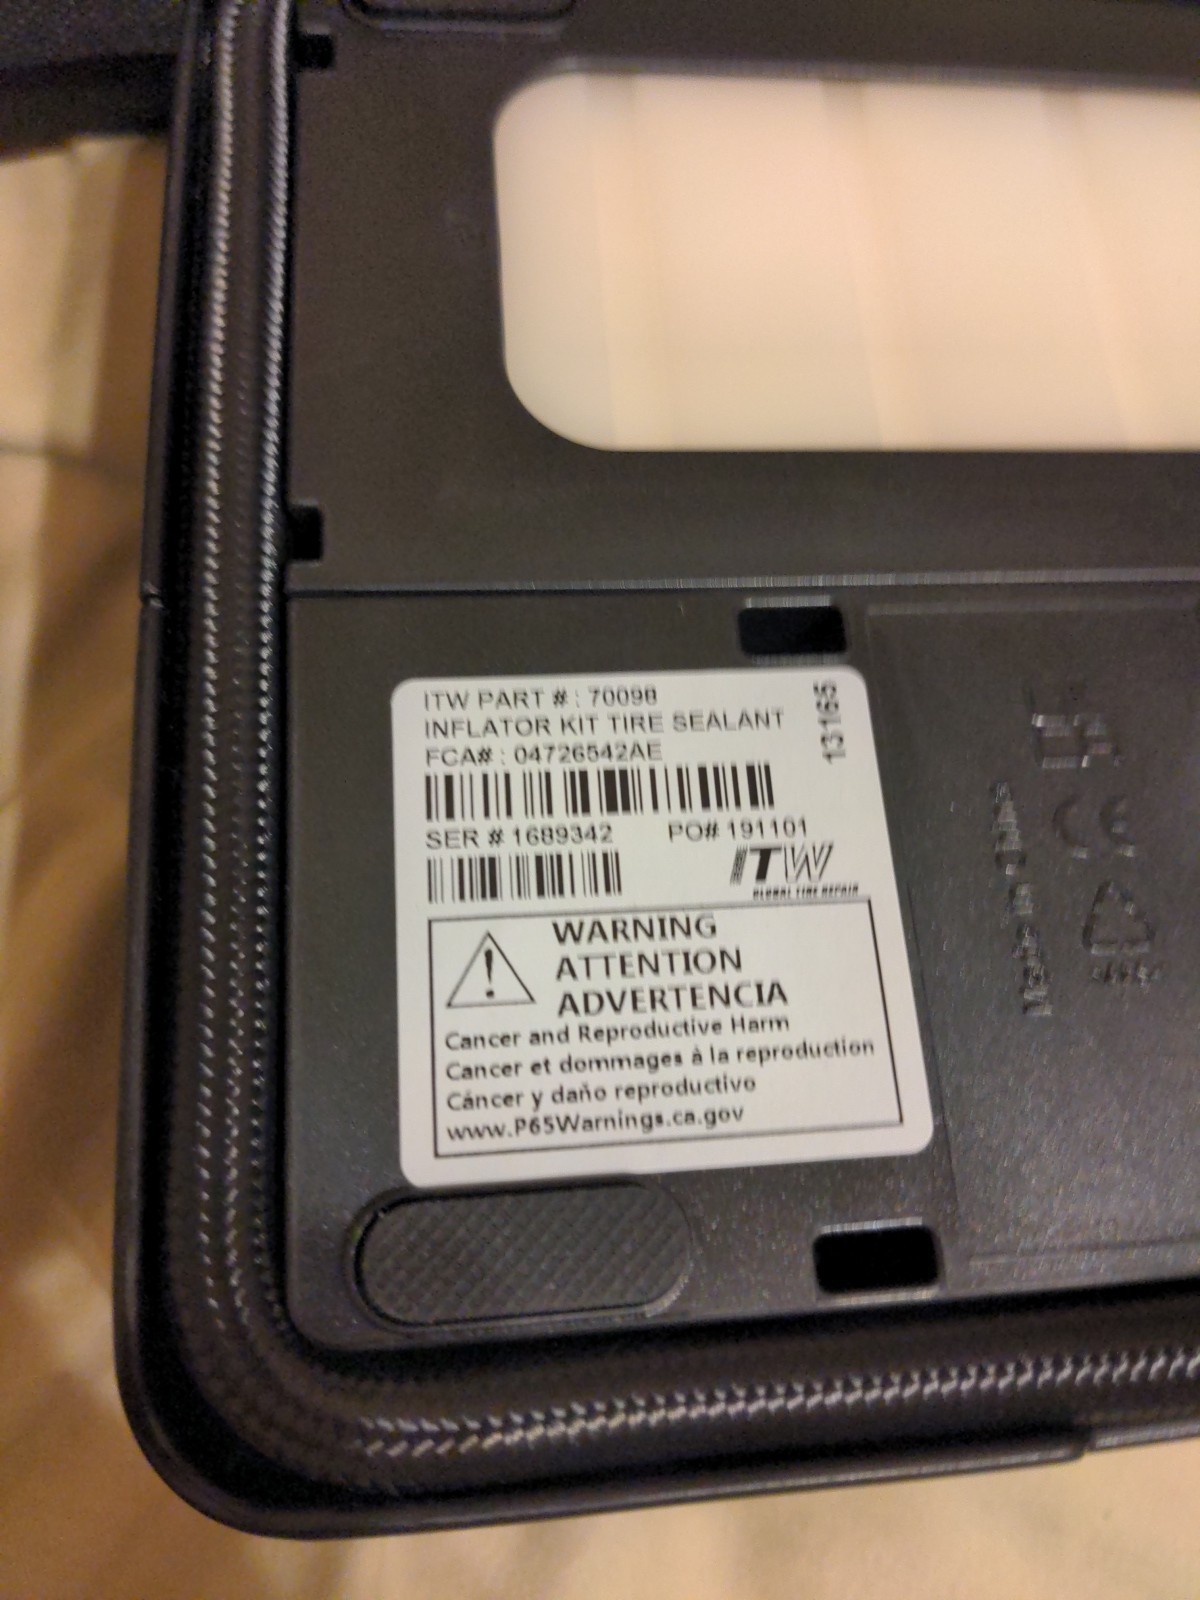 ITW PART # : 70098
INFLATOR KIT TIRE SEALANT
FCA# : 04726542AE
13165
SER # 1689342 PO# 191101
ITW
GLOBAL TIRE REPAIR
WARNING
ATTENTION
ADVERTENCIA
Cancer and Reproductive Harm
Cancer et dommages à la reproduction
Cáncer y daño reproductivo
www.P65Warnings.ca.gov
CE